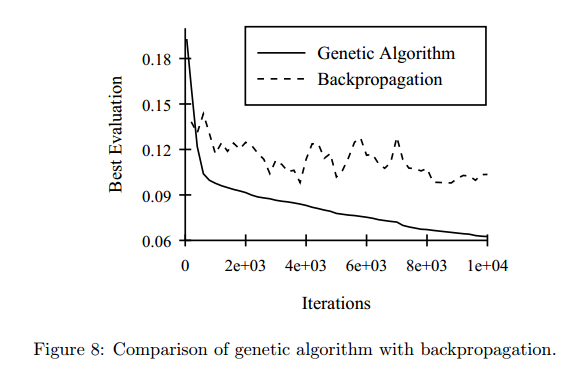 Genetic Algorithm
Backpropagation
Best Evaluation
0.18
0.15
0.12
0.09
0.06
0 2e+03 4e+03 6e+03 8e+03 1e+04
Iterations
Figure 8: Comparison of genetic algorithm with backpropagation.